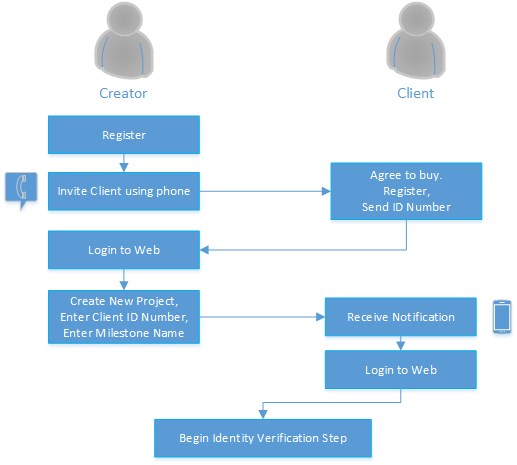 Creator
Client
Register
Invite Client using phone
Agree to buy.
Register,
Send ID Number
Login to Web
Create New Project,
Enter Client ID Number,
Enter Milestone Name
Receive Notification
Login to Web
Begin Identity Verification Step